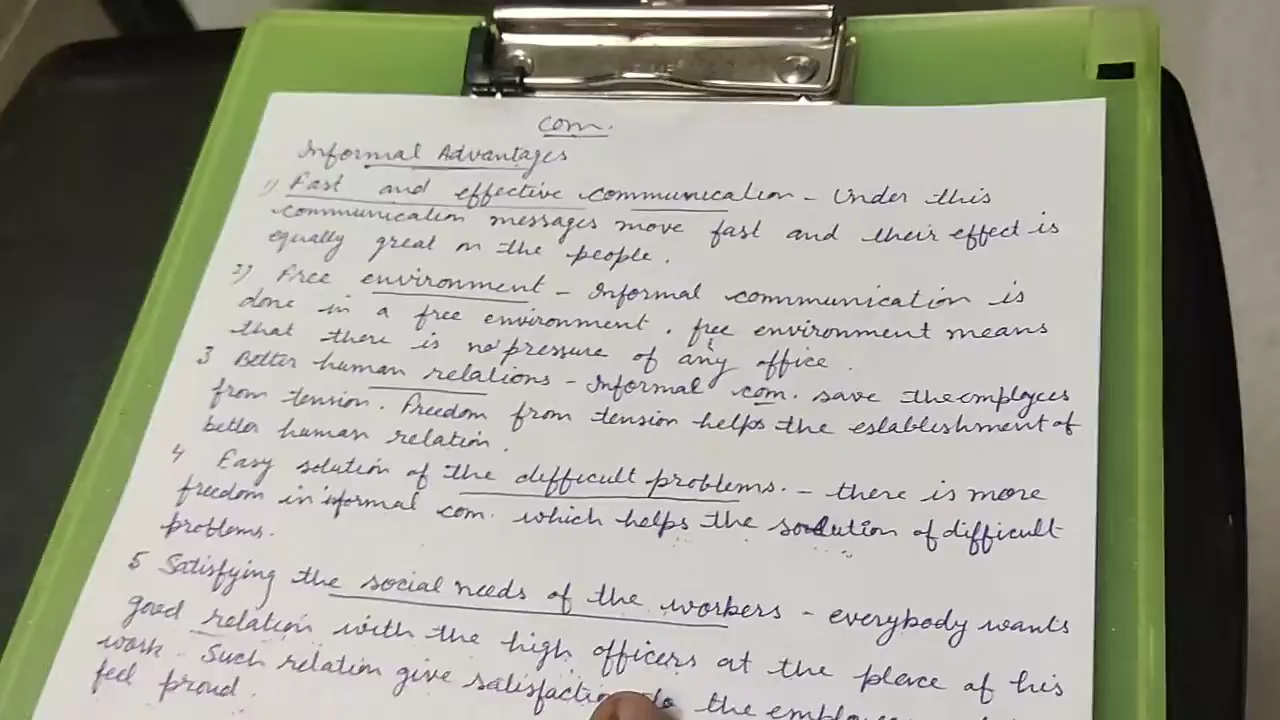 com.
Informal Advantages
1) Fast and effective communication - Under this
communication messages move fast and their effect is
equally great on the people.
2) Free environment - Informal communication is
done in a free environment. free environment means
that there is no pressure of any office.
3 Better human relations - Informal com. save the employees
from tension. Freedom from tension helps the establishment of
better human relation.
4 Easy solution of the difficult problems. - there is more
freedom in informal com. which helps the solution of difficult
problems.
5 Satisfying the social needs of the workers - everybody wants
good relation with the high officers at the place of his
work. Such relation give satisfaction to the
feel proud.